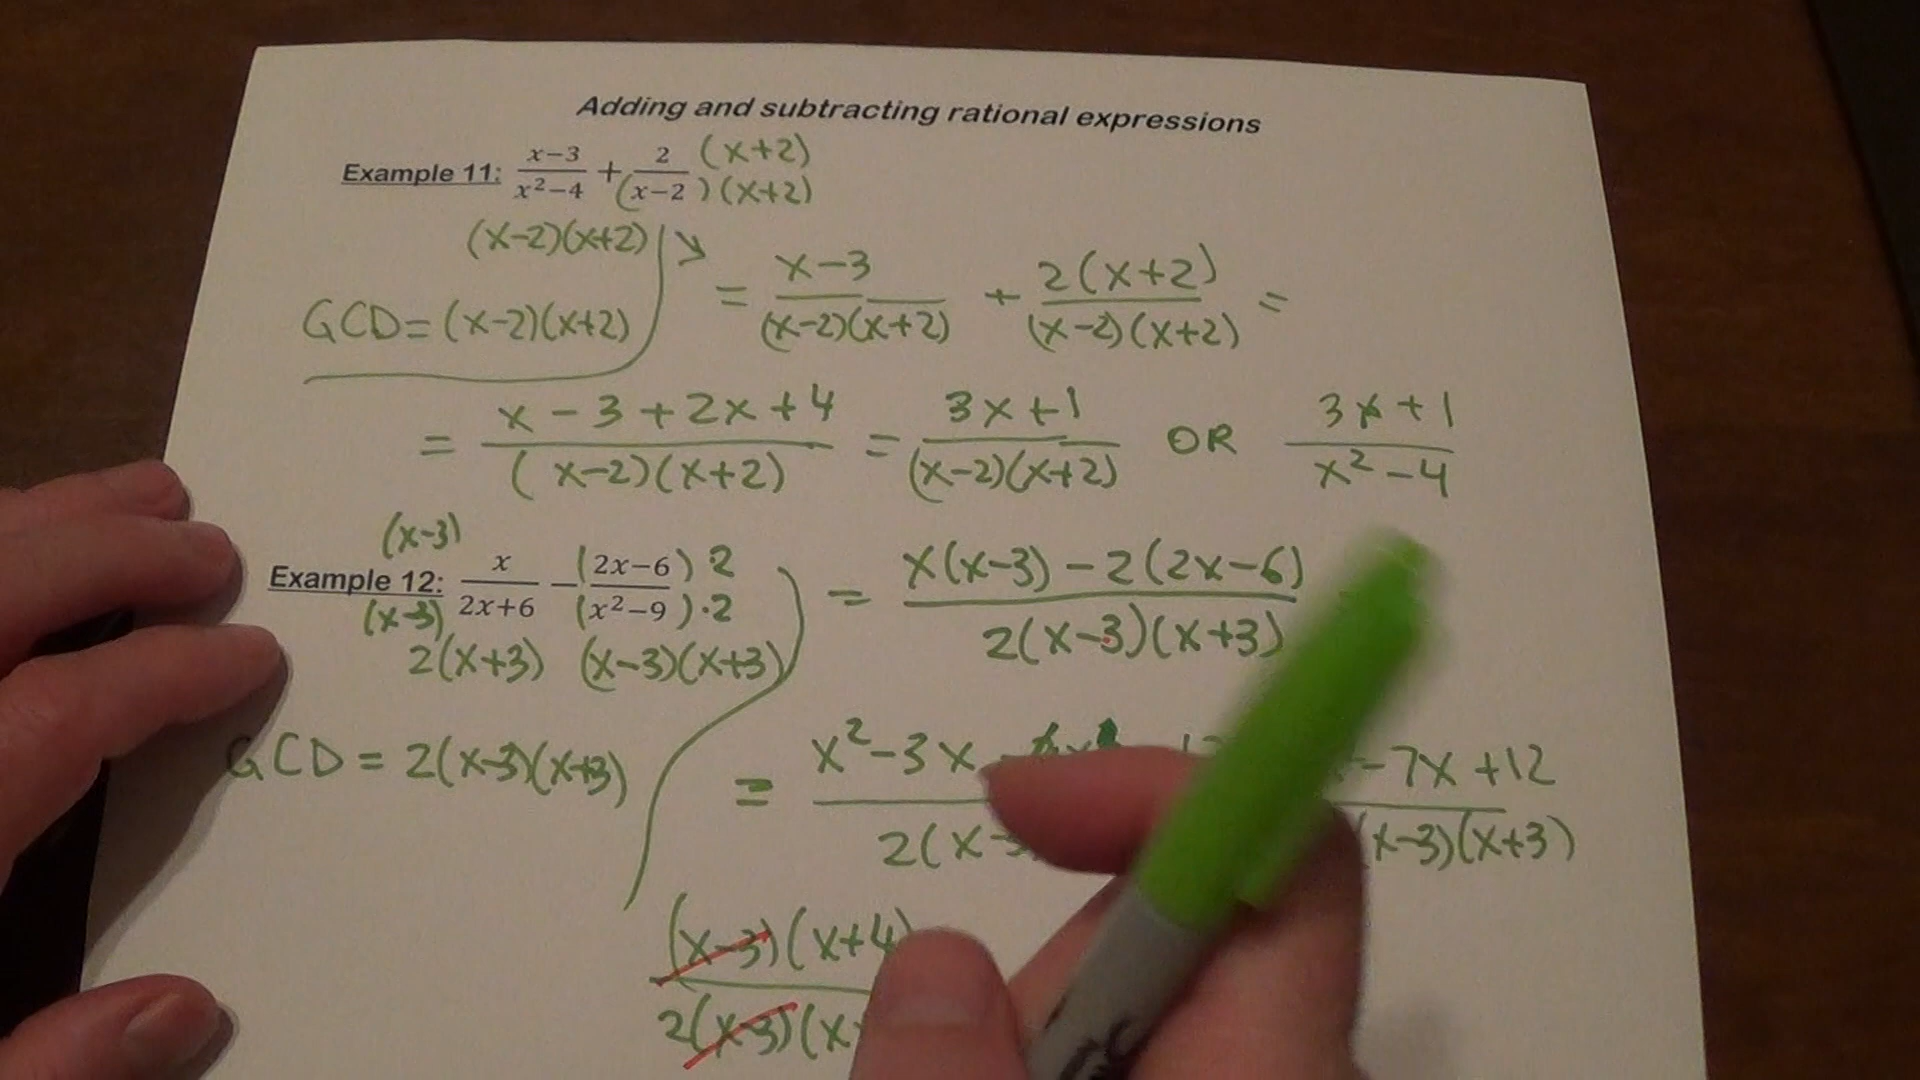 Adding and subtracting rational expressions
Example 11: x−3/x²−4 + 2/(x−2) (x+2)/(x+2)
(x-2)(x+2)
= x-3/(x-2)(x+2) + 2(x+2)/(x-2)(x+2) =
GCD=(x-2)(x+2)
= x-3+2x+4/(x-2)(x+2) = 3x+1/(x-2)(x+2) OR 3x+1/x²-4
Example 12: (x-3)/(x-3) x/2x+6 − (2x−6)·2/(x²−9)·2 = x(x-3)-2(2x-6)/2(x-3)(x+3)
2(x+3) (x-3)(x+3)
GCD = 2(x-3)(x+3)
= x²-3x -7x+12/(x-3)(x+3)
(x-3)(x+4)
2(x-3)